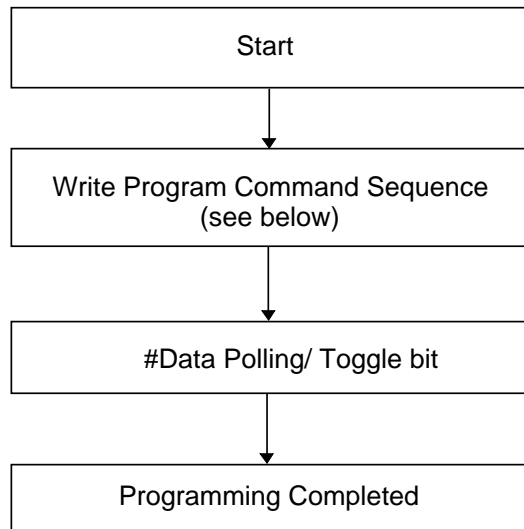 Start
Write Program Command Sequence
(see below)
#Data Polling/ Toggle bit
Programming Completed